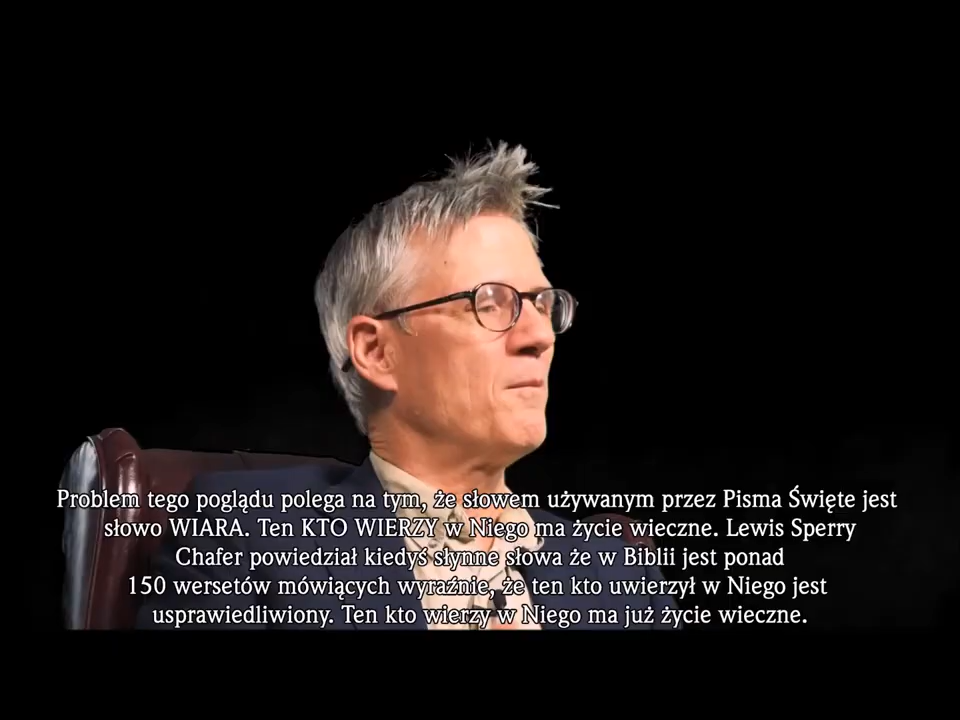 Problem tego poglądu polega na tym, że słowem używanym przez Pisma Święte jest
słowo WIARA. Ten KTO WIERZY w Niego ma życie wieczne. Lewis Sperry
Chafer powiedział kiedyś słynne słowa że w Biblii jest ponad
150 wersetów mówiących wyraźnie, że ten kto uwierzył w Niego jest
usprawiedliwiony. Ten kto wierzy w Niego ma już życie wieczne.